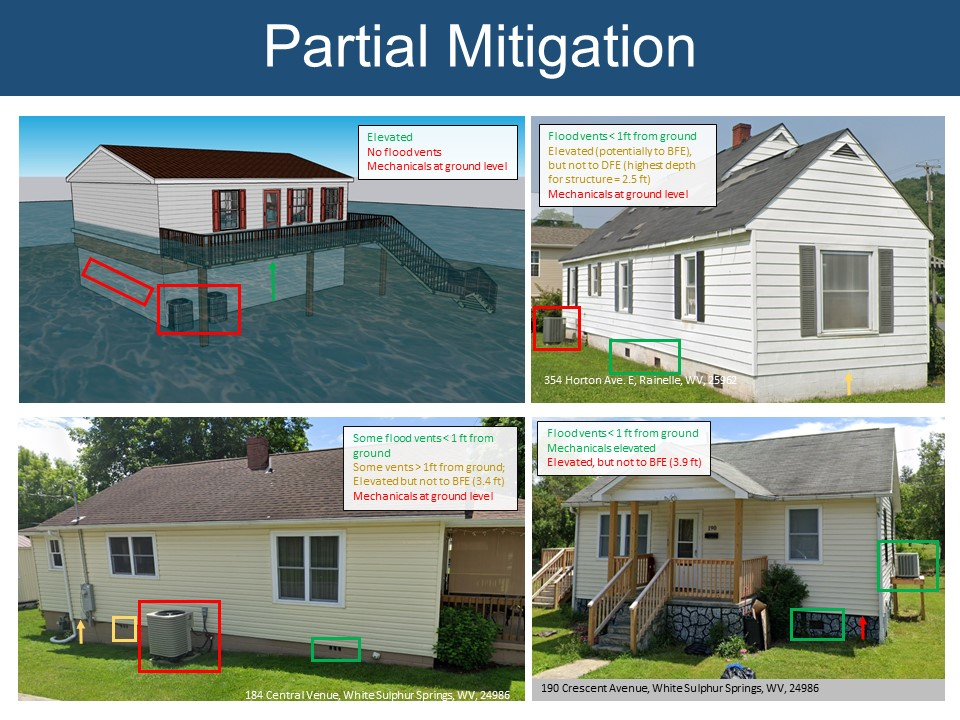 Partial Mitigation
Elevated
No flood vents
Mechanicals at ground level
Flood vents < 1ft from ground
Elevated (potentially to BFE),
but not to DFE (highest depth
for structure = 2.5 ft)
Mechanicals at ground level
354 Horton Ave. E, Rainelle, WV, 25962
Some flood vents < 1 ft from
ground
Some vents > 1ft from ground;
Elevated but not to BFE (3.4 ft)
Mechanicals at ground level
184 Central Venue, White Sulphur Springs, WV, 24986
Flood vents < 1 ft from ground
Mechanicals elevated
Elevated, but not to BFE (3.9 ft)
190
190 Crescent Avenue, White Sulphur Springs, WV, 24986